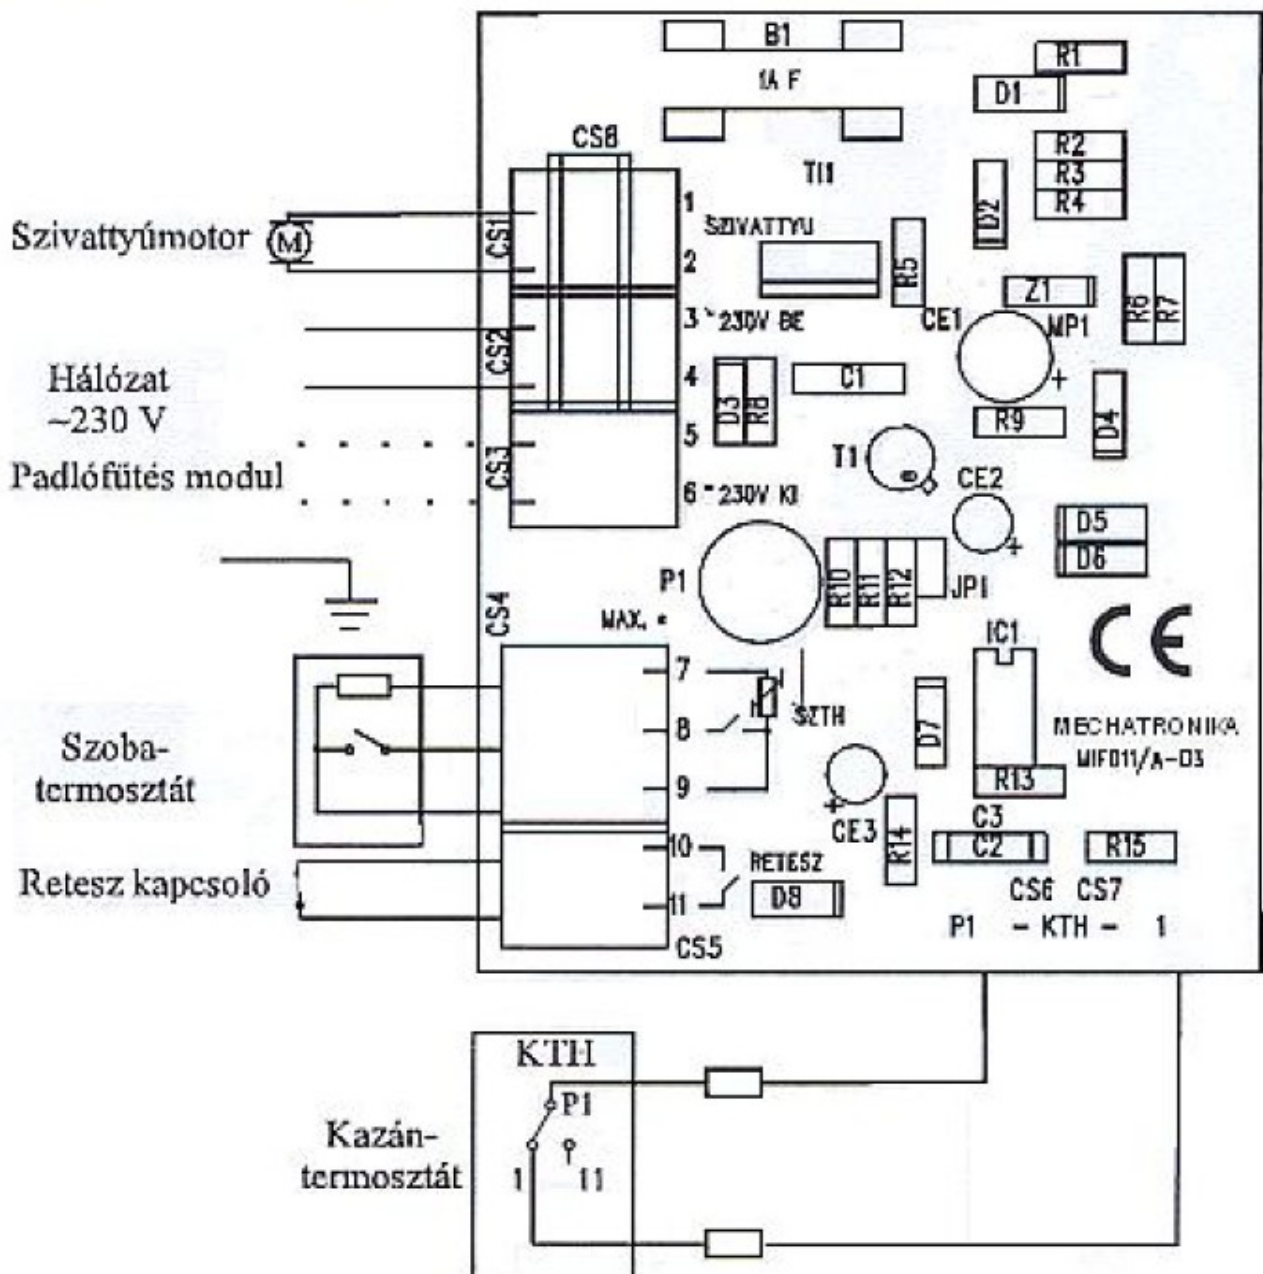 B1
1A F
R1
D1
CS8
TI1
R2
R3
R4
D2
Szivattyúmotor
M
CS1
1
2
SZIVATTYU
R5
Z1
R6
R7
CE1
MP1
+
CS2
3 ~230V BE
4
Hálózat
~230 V
D3
R8
C1
R9
D4
CS3
5
T1
CE2
+
Padlófűtés modul
6 ~230V KI
D5
D6
P1
R10
R11
R12
JP1
CS4
MAX.
IC1
CE
7
8
9
SZTH
D7
MECHATRONIKA
MIF011/A-03
R13
Szoba-
termosztát
CE3
+
R14
C3
C2
R15
10
RETESZ
Retesz kapcsoló
11
D8
CS6
CS7
CS5
P1 - KTH - 1
KTH
P1
Kazán-
termosztát
1
11